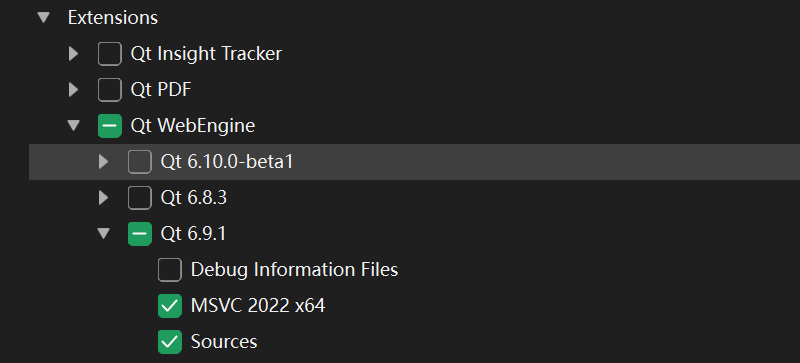 Extensions
Qt Insight Tracker
Qt PDF
Qt WebEngine
Qt 6.10.0-beta1
Qt 6.8.3
Qt 6.9.1
Debug Information Files
MSVC 2022 x64
Sources